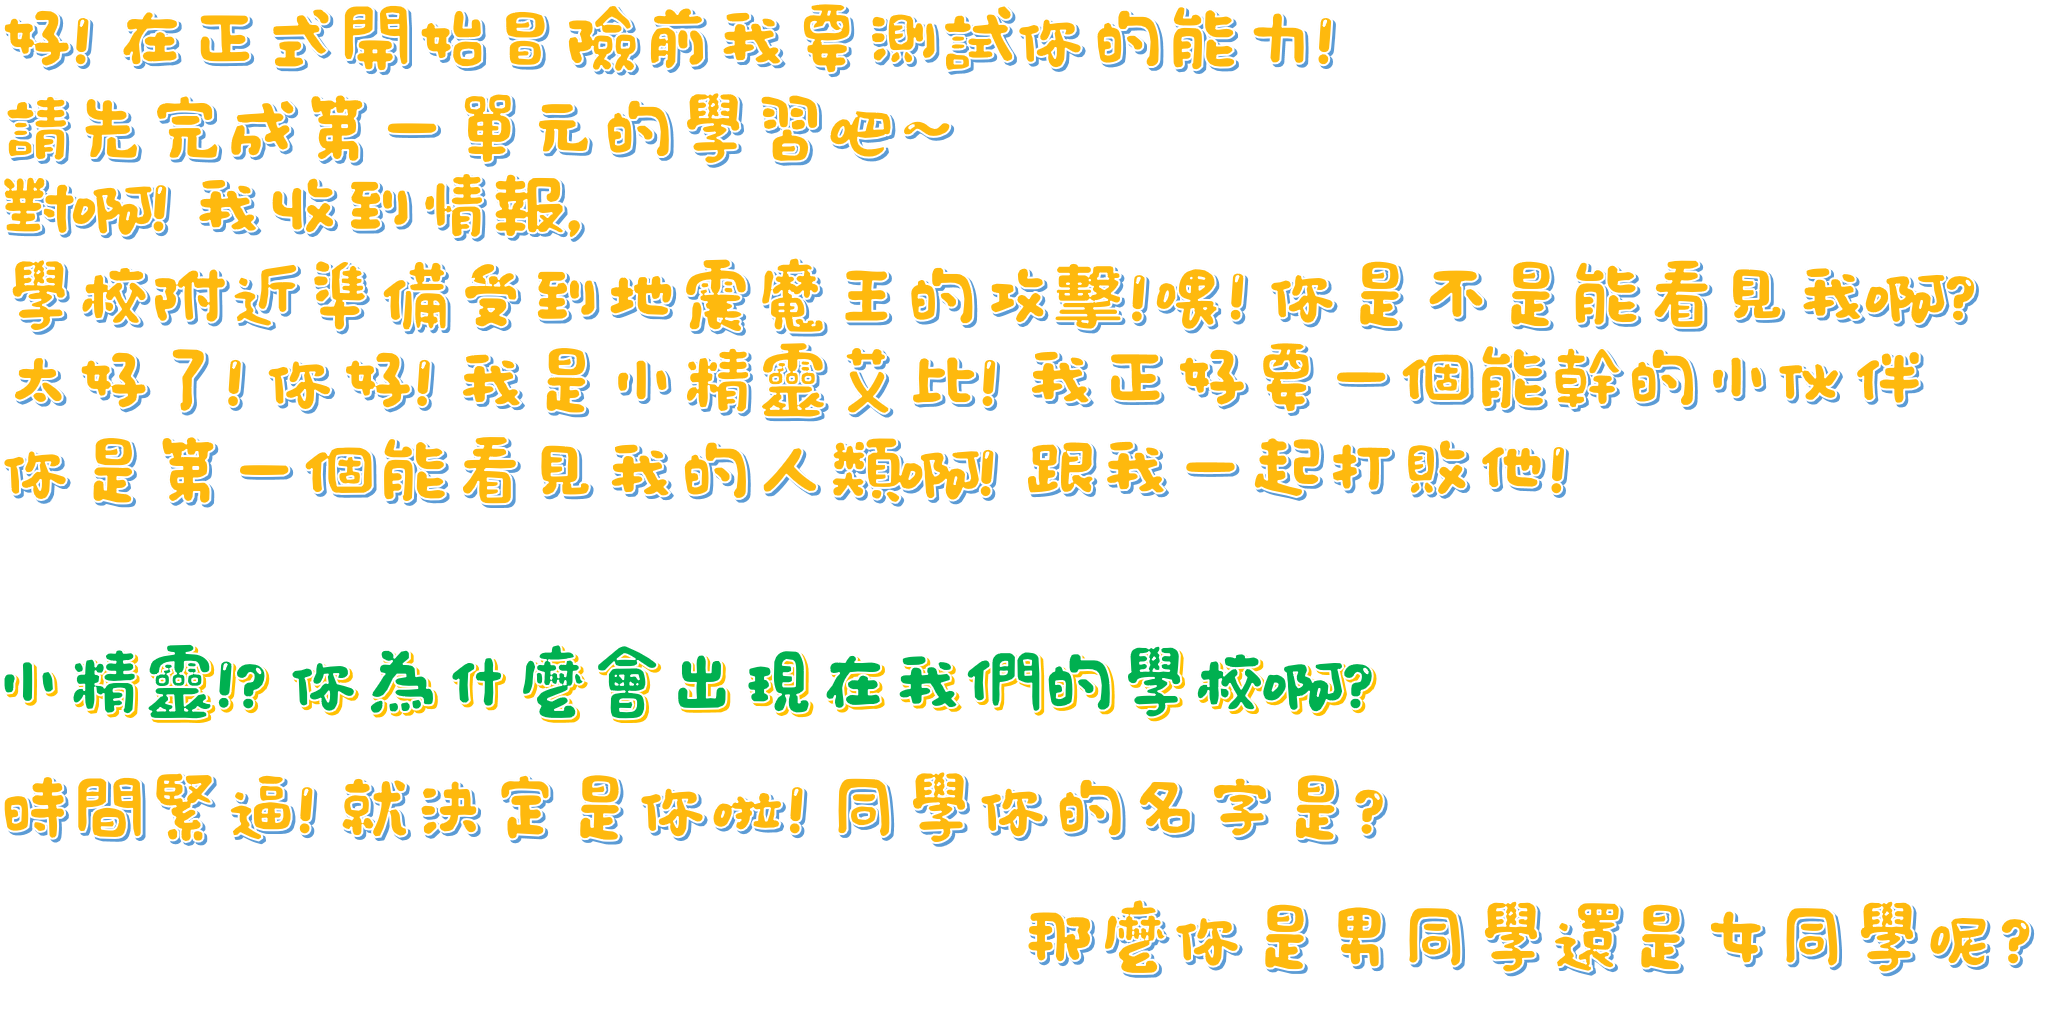 好! 在正式開始冒險前我要測試你的能力!
請先完成第一單元的學習吧~
對啊! 我收到情報,
學校附近準備受到地震魔王的攻擊!喂! 你是不是能看見我啊?
太好了! 你好! 我是小精靈艾比! 我正好要一個能幹的小伙伴
你是第一個能看見我的人類啊! 跟我一起打敗他!
小精靈!? 你為什麼會出現在我們的學校啊?
時間緊逼! 就決定是你啦! 同學你的名字是?
那麼你是男同學還是女同學呢?